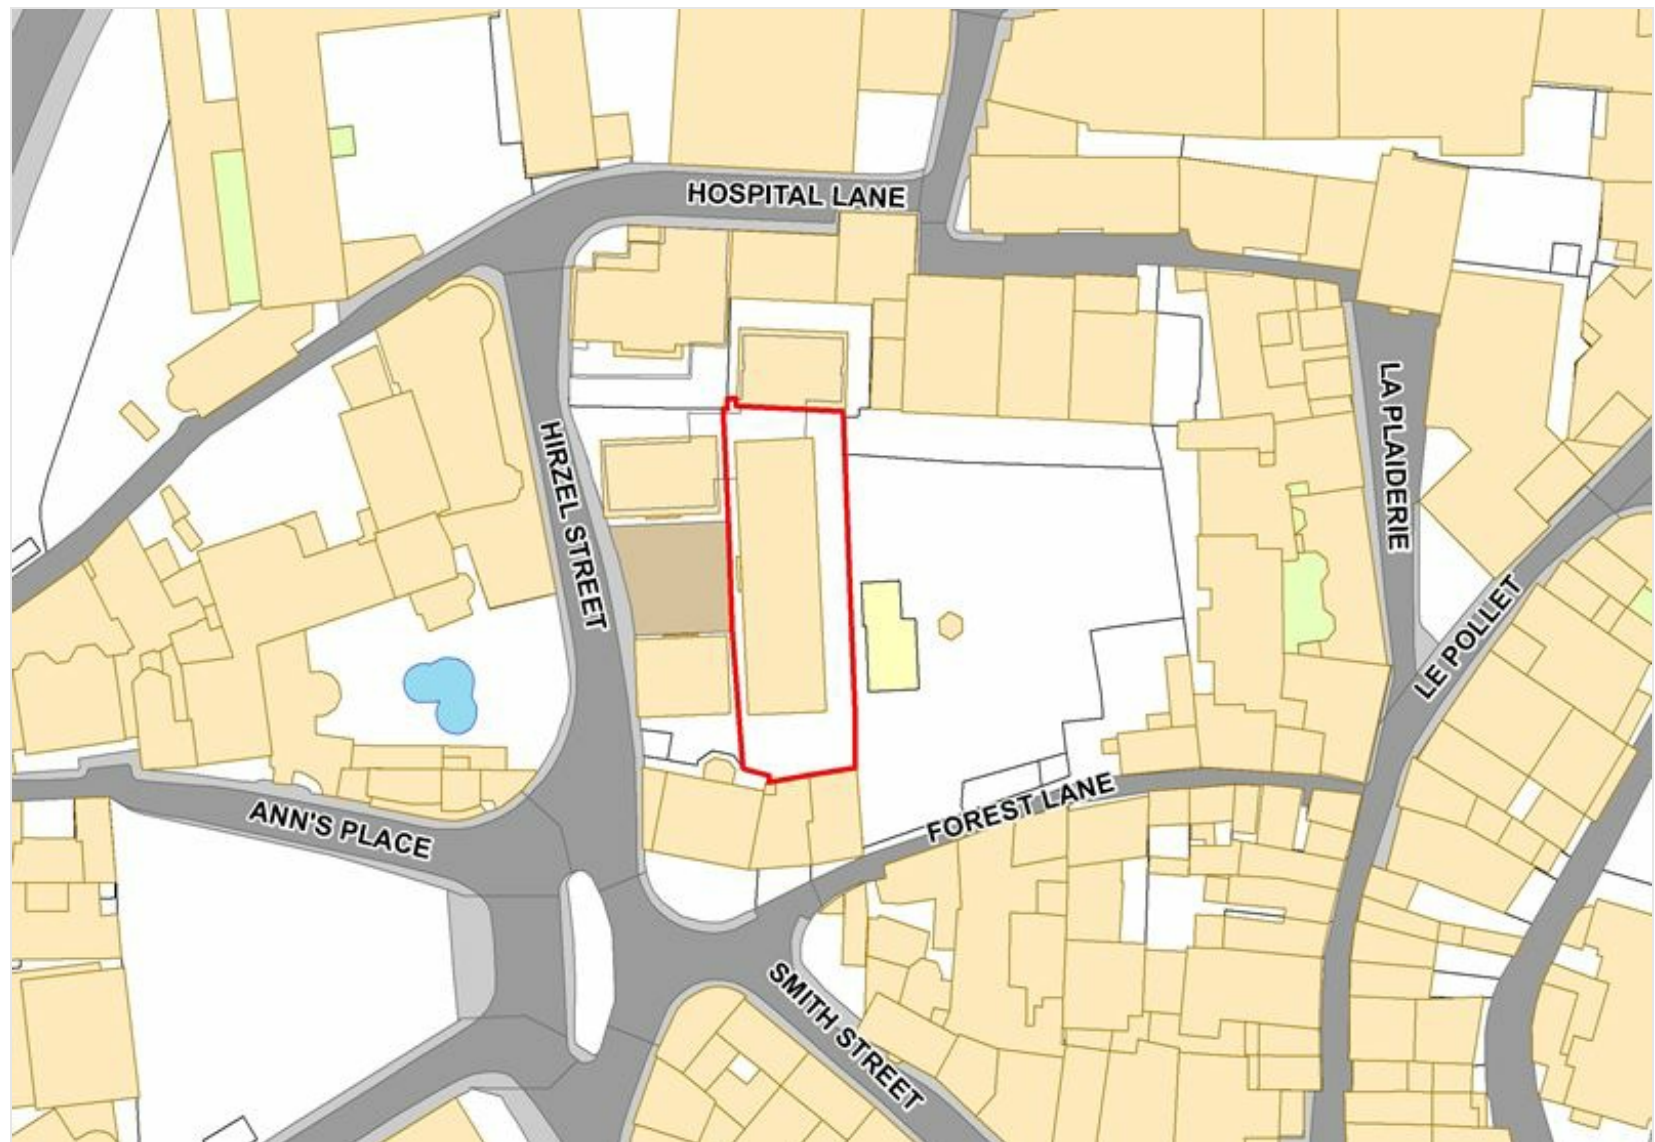 HOSPITAL LANE
LA PLAIDERIE
HIRZEL STREET
LE POLLET
FOREST LANE
ANN'S PLACE
SMITH STREET